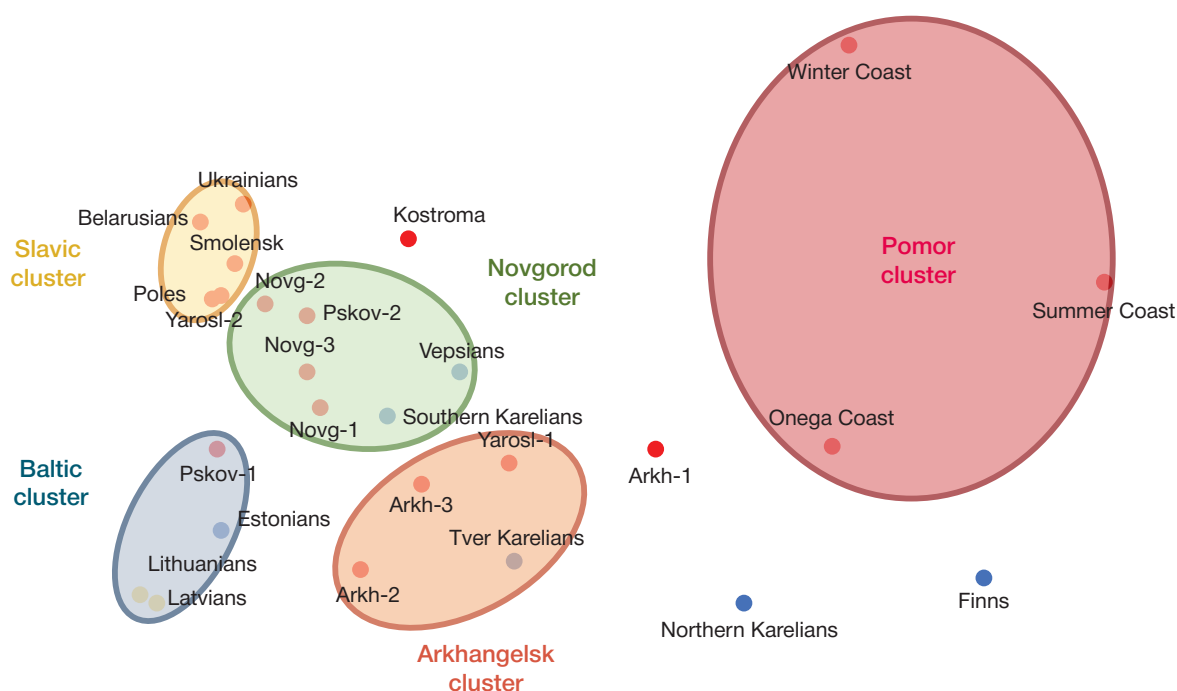 Winter Coast
Ukrainians
Belarusians
Kostroma
Smolensk
Slavic
cluster
Pomor
cluster
Novgorod
cluster
Novg-2
Poles
Yarosl-2
Pskov-2
Summer Coast
Novg-3
Vepsians
Southern Karelians
Onega Coast
Novg-1
Yarosl-1
Baltic
cluster
Pskov-1
Arkh-1
Arkh-3
Estonians
Tver Karelians
Lithuanians
Latvians
Arkh-2
Finns
Northern Karelians
Arkhangelsk
cluster